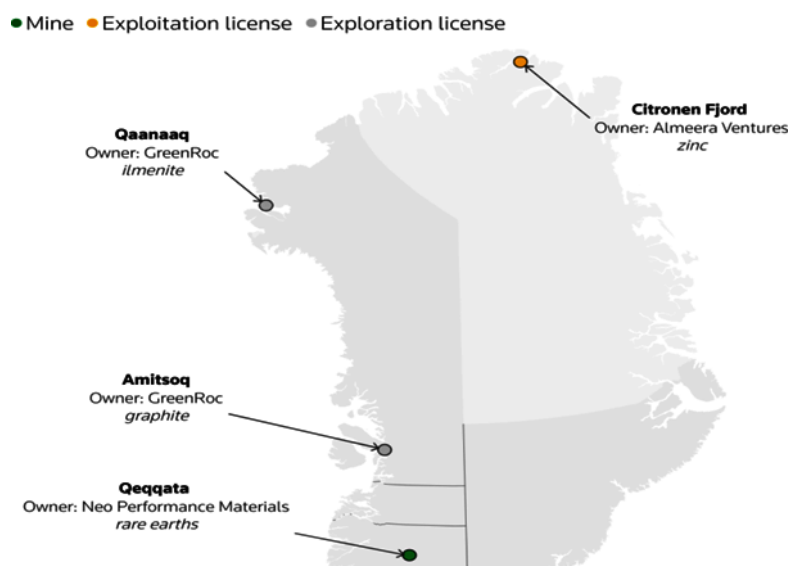 Mine Exploitation license Exploration license
Citronen Fjord
Owner: Almeera Ventures
zinc
Qaanaaq
Owner: GreenRoc
ilmenite
Amitsoq
Owner: GreenRoc
graphite
Qeqqata
Owner: Neo Performance Materials
rare earths